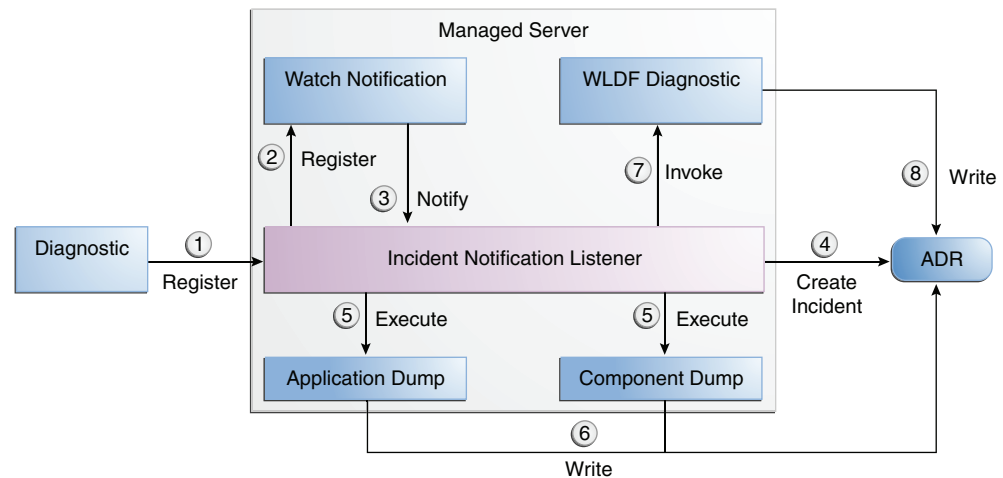 Managed Server
Watch Notification
WLDF Diagnostic
2 Register
3 Notify
7 Invoke
8 Write
Diagnostic
1
Register
Incident Notification Listener
4
Create
Incident
ADR
5 Execute
5 Execute
Application Dump
Component Dump
6
Write